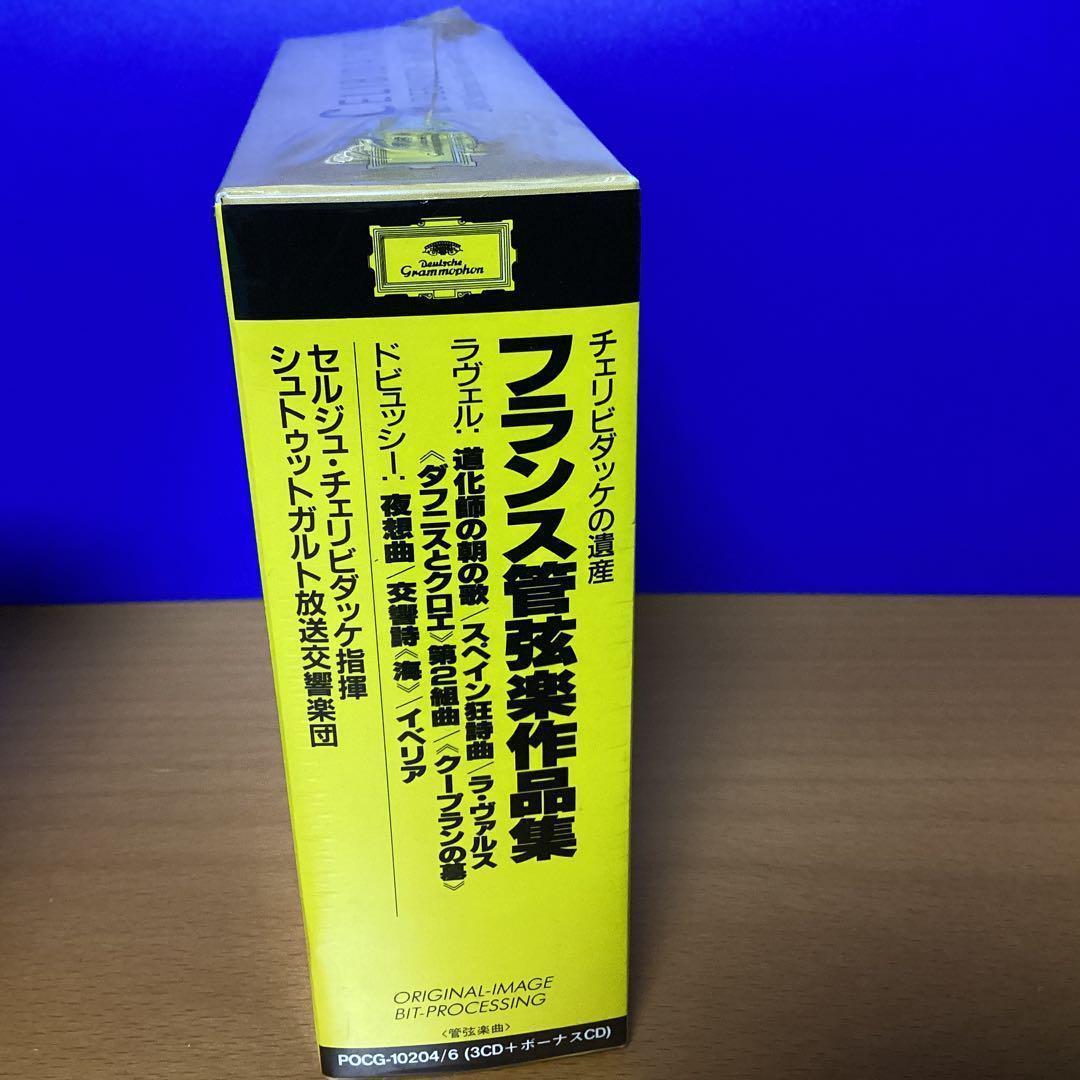 Deutsche
Grammophon
チェリビダッケの遺産
フランス管弦楽作品集
ラヴェル：道化師の朝の歌/スペイン狂詩曲/ラ・ヴァルス
《ダフニスとクロエ》第2組曲/《クープランの墓》
ドビュッシー：夜想曲/交響詩《海》/イベリア
セルジュ・チェリビダッケ指揮
シュトゥットガルト放送交響楽団
ORIGINAL-IMAGE
BIT-PROCESSING
〈管弦楽曲〉
POCG-10204/6 (3CD+ボーナスCD)